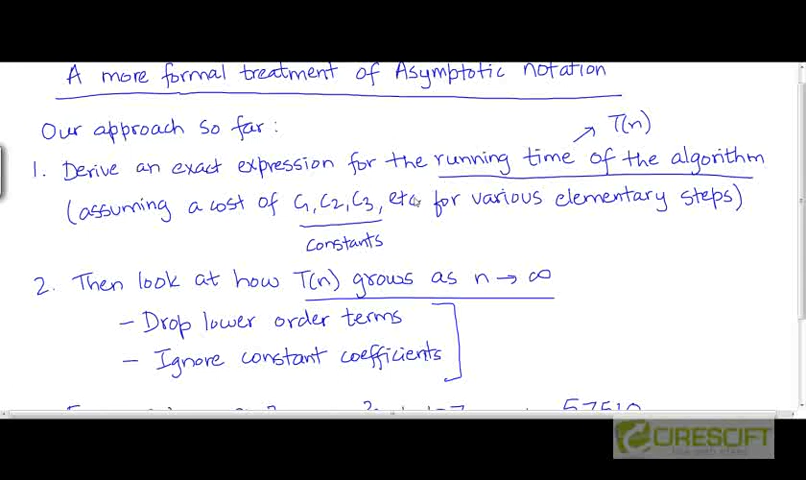 A more formal treatment of Asymptotic notation
Our approach so far:
T(n)
1. Derive an exact expression for the running time of the algorithm
(assuming a cost of C1, C2, C3, etc for various elementary steps)
constants
2. Then look at how T(n) grows as n → ∞
- Drop lower order terms
- Ignore constant coefficients